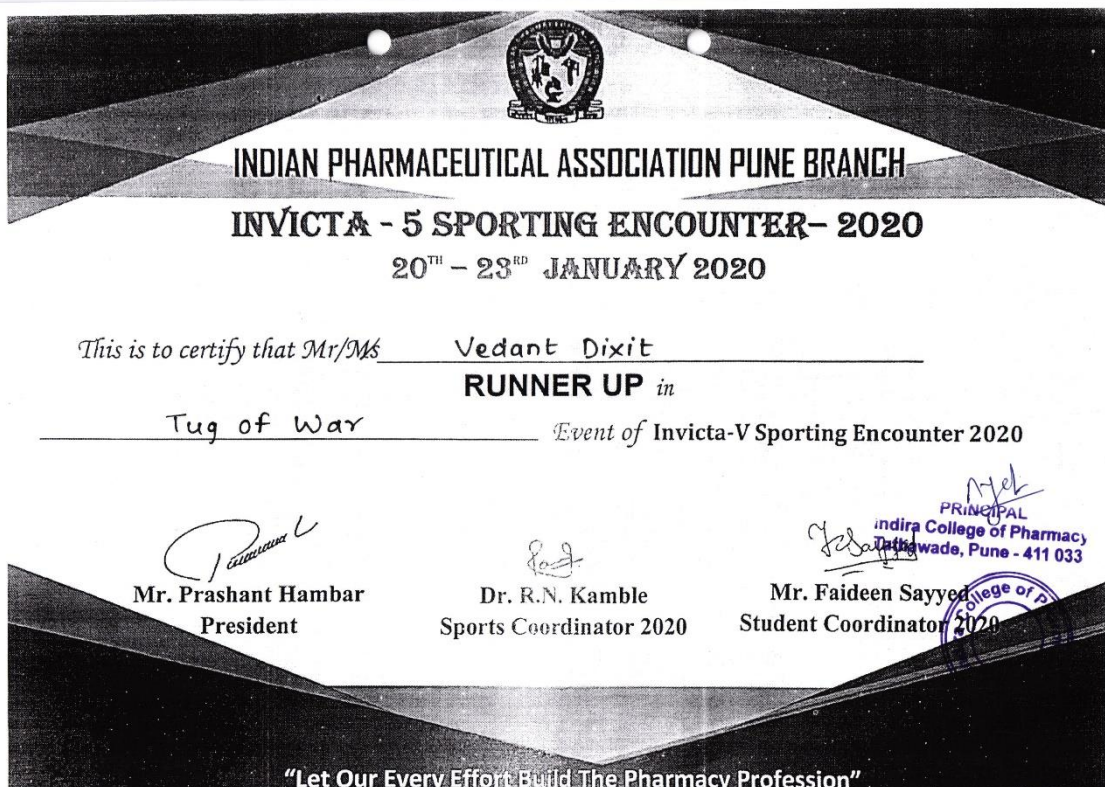 INDIAN PHARMACEUTICAL ASSOCIATION PUNE BRANCH
INVICTA - 5 SPORTING ENCOUNTER– 2020
20TH – 23RD JANUARY 2020
This is to certify that Mr/Ms Vedant Dixit
RUNNER UP in
Tug of War Event of Invicta-V Sporting Encounter 2020
PRINCIPAL
Indira College of Pharmacy
Tathawade, Pune - 411 033
Mr. Prashant Hambar
President
Dr. R.N. Kamble
Sports Coordinator 2020
Mr. Faideen Sayyed
Student Coordinator 2020
College of P
"Let Our Every Effort Build The Pharmacy Profession"